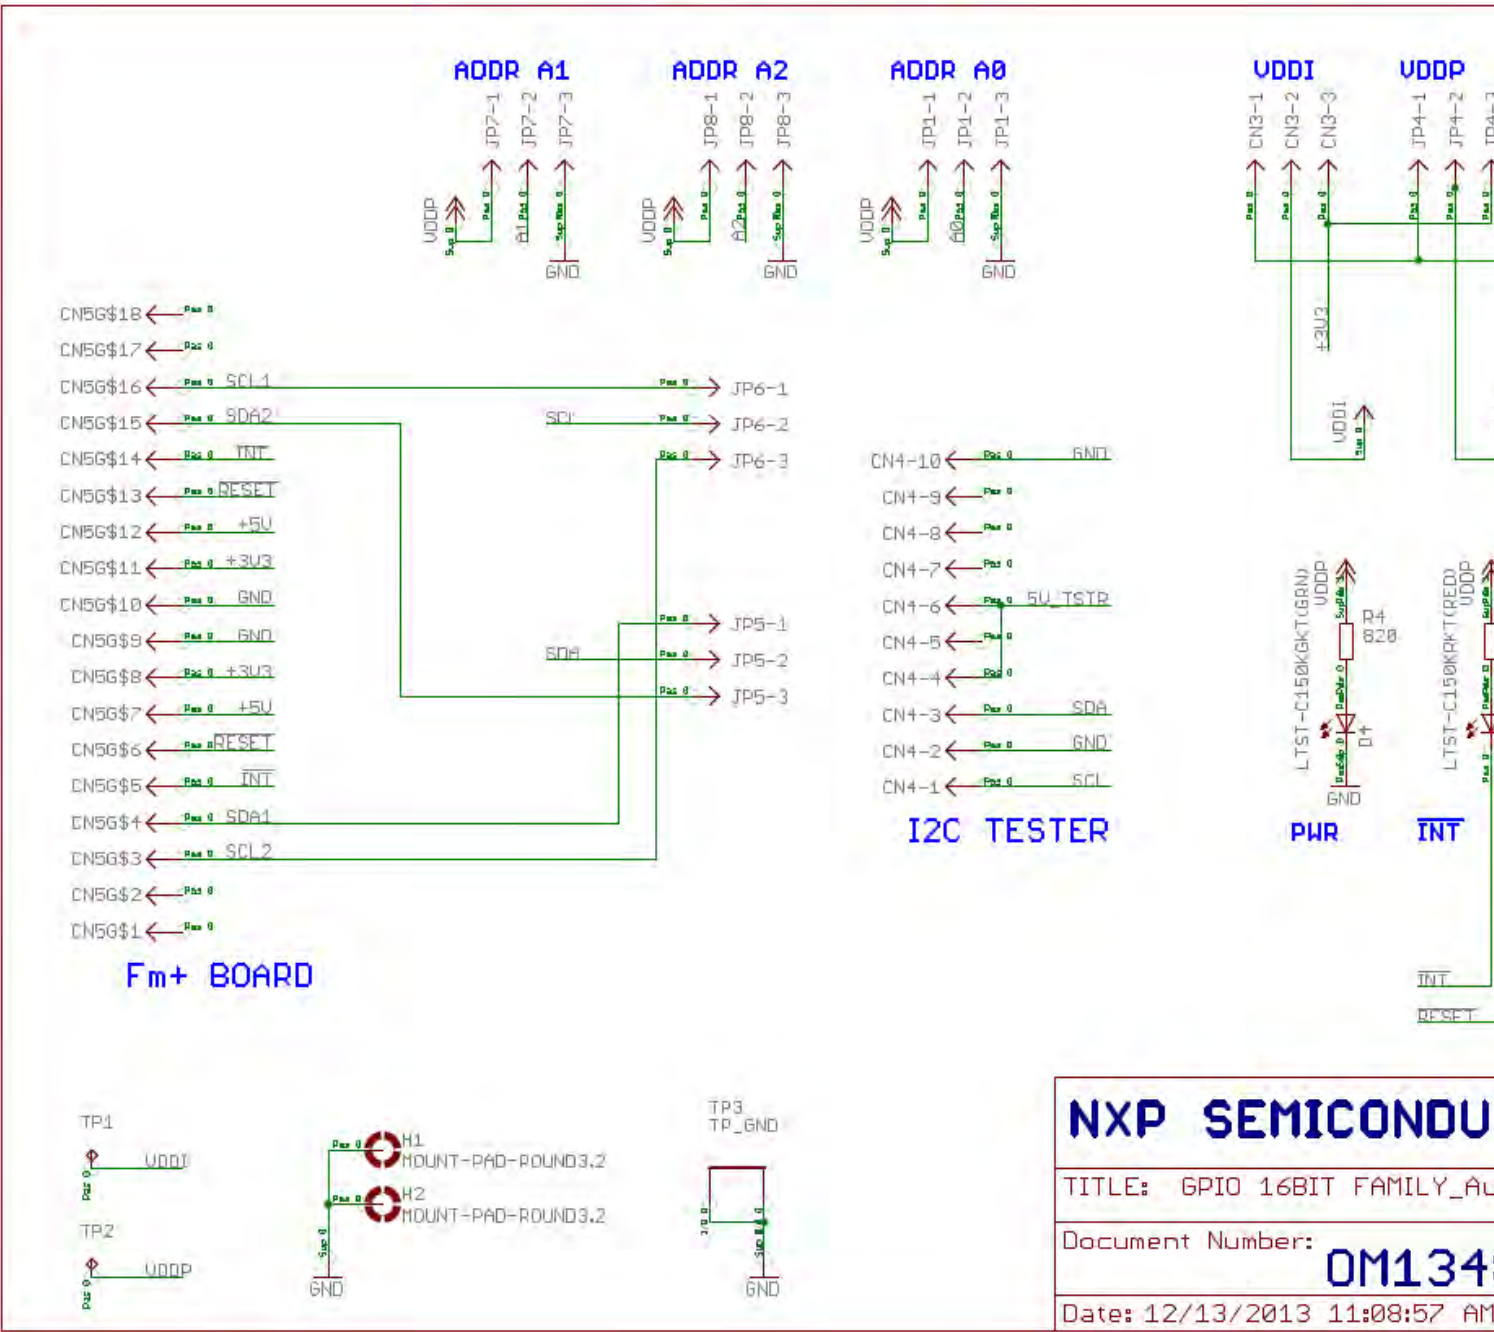 ADDR A1
ADDR A2
ADDR A0
VDDI
VDDP
JP7-1
JP7-2
JP7-3
JP8-1
JP8-2
JP8-3
JP1-1
JP1-2
JP1-3
CN3-1
CN3-2
CN3-3
JP4-1
JP4-2
VDDP
A1
GND
VDDP
A2
GND
VDDP
A0
GND
+3V3
VDDI
CN5G$18
CN5G$17
CN5G$16 SCL1
CN5G$15 SDA2
CN5G$14 INT
CN5G$13 RESET
CN5G$12 +5V
CN5G$11 +3V3
CN5G$10 GND
CN5G$9 GND
CN5G$8 +3V3
CN5G$7 +5V
CN5G$6 RESET
CN5G$5 INT
CN5G$4 SDA1
CN5G$3 SCL2
CN5G$2
CN5G$1
Fm+ BOARD
JP6-1
SCL JP6-2
JP6-3
JP5-1
SDA JP5-2
JP5-3
CN4-10 GND
CN4-9
CN4-8
CN4-7
CN4-6 5V_TSTR
CN4-5
CN4-4
CN4-3 SDA
CN4-2 GND
CN4-1 SCL
I2C TESTER
LTST-C150KGKT(GRN)
VDDP
R4
820
D4
GND
PWR
LTST-C150KRKT(RED)
VDDP
INT
INT
RESET
TP1
VDDI
TP2
VDDP
H1
MOUNT-PAD-ROUND3.2
H2
MOUNT-PAD-ROUND3.2
GND
TP3
TP_GND
GND
NXP SEMICONDU
TITLE: GPIO 16BIT FAMILY_Au
Document Number:
OM134
Date: 12/13/2013 11:08:57 AM